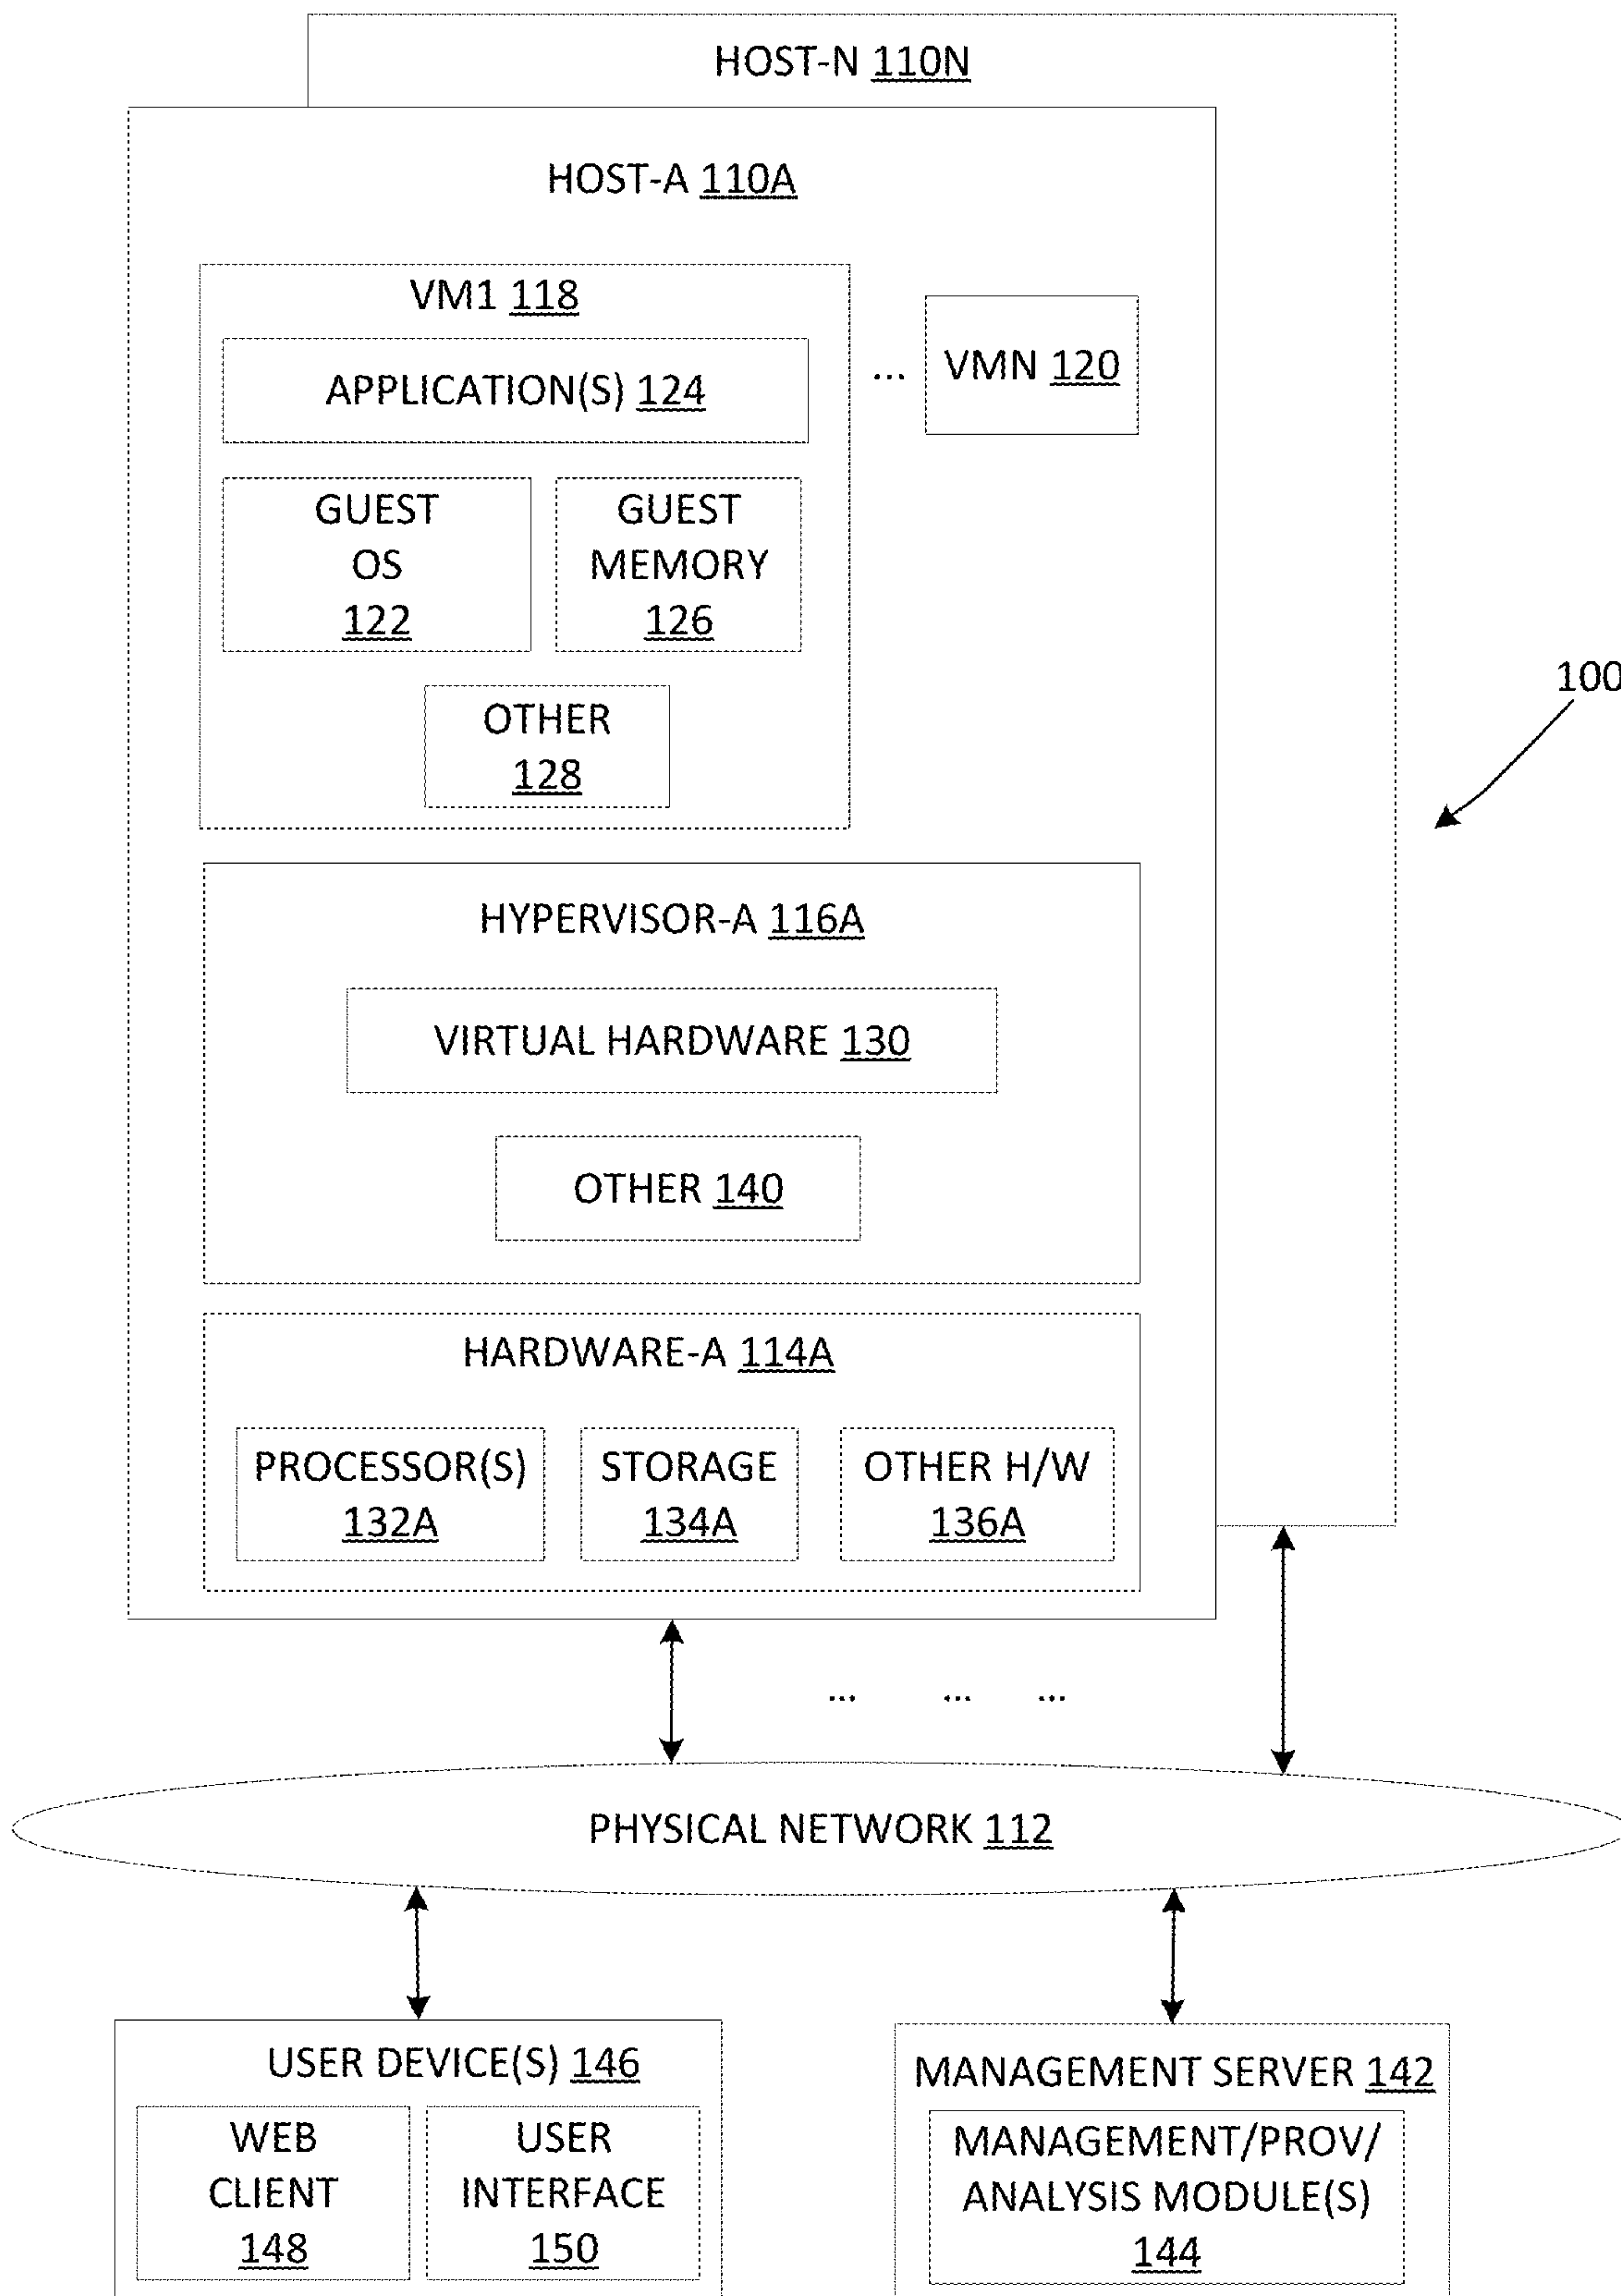 HOST-N 110N
HOST-A 110A
VM1 118
APPLICATION(S) 124
... VMN 120
GUEST
OS
122
GUEST
MEMORY
126
OTHER
128
100
HYPERVISOR-A 116A
VIRTUAL HARDWARE 130
OTHER 140
HARDWARE-A 114A
PROCESSOR(S)
132A
STORAGE
134A
OTHER H/W
136A
... ... ...
PHYSICAL NETWORK 112
USER DEVICE(S) 146
WEB
CLIENT
148
USER
INTERFACE
150
MANAGEMENT SERVER 142
MANAGEMENT/PROV/
ANALYSIS MODULE(S)
144